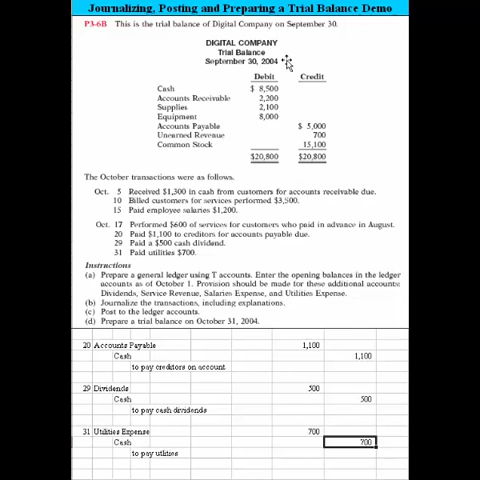 Journalizing, Posting and Preparing a Trial Balance Demo
P3-6B This is the trial balance of Digital Company on September 30.
DIGITAL COMPANY
Trial Balance
September 30, 2004
Debit Credit
Cash $ 8,500
Accounts Receivable 2,200
Supplies 2,100
Equipment 8,000
Accounts Payable $ 5,000
Unearned Revenue 700
Common Stock 15,100
$20,800 $20,800
The October transactions were as follows.
Oct. 5 Received $1,300 in cash from customers for accounts receivable due.
10 Billed customers for services performed $3,500.
15 Paid employee salaries $1,200.
Oct. 17 Performed $600 of services for customers who paid in advance in August.
20 Paid $1,100 to creditors for accounts payable due.
29 Paid a $500 cash dividend.
31 Paid utilities $700.
Instructions
(a) Prepare a general ledger using T accounts. Enter the opening balances in the ledger
accounts as of October 1. Provision should be made for these additional accounts:
Dividends, Service Revenue, Salaries Expense, and Utilities Expense.
(b) Journalize the transactions, including explanations.
(c) Post to the ledger accounts.
(d) Prepare a trial balance on October 31, 2004.
20 Accounts Payable 1,100
Cash 1,100
to pay creditors on account
29 Dividends 500
Cash 500
to pay cash dividends
31 Utilities Expense 700
Cash 700
to pay utlities